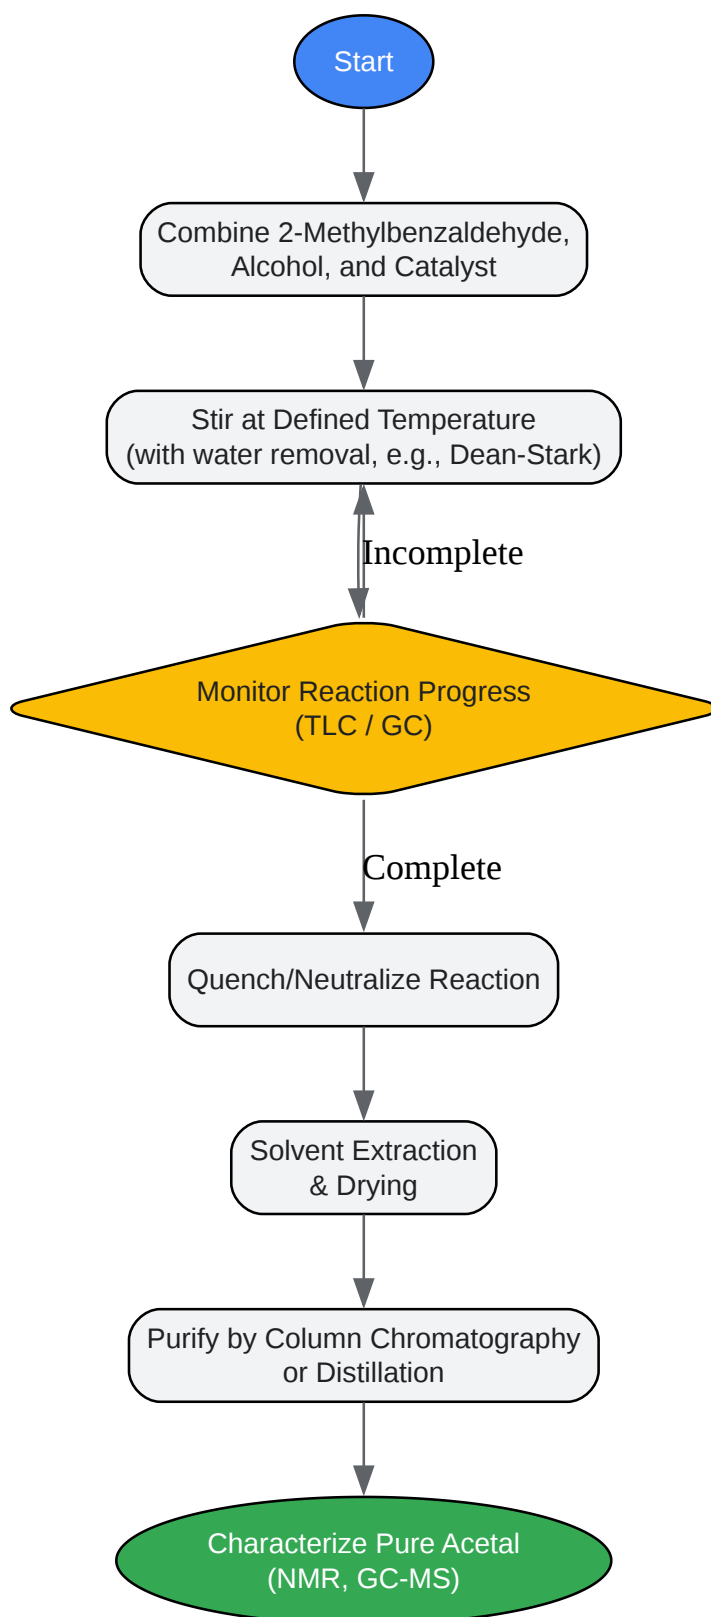 Start
Combine 2-Methylbenzaldehyde,
Alcohol, and Catalyst
Stir at Defined Temperature
(with water removal, e.g., Dean-Stark)
Incomplete
Monitor Reaction Progress
(TLC / GC)
Complete
Quench/Neutralize Reaction
Solvent Extraction
& Drying
Purify by Column Chromatography
or Distillation
Characterize Pure Acetal
(NMR, GC-MS)